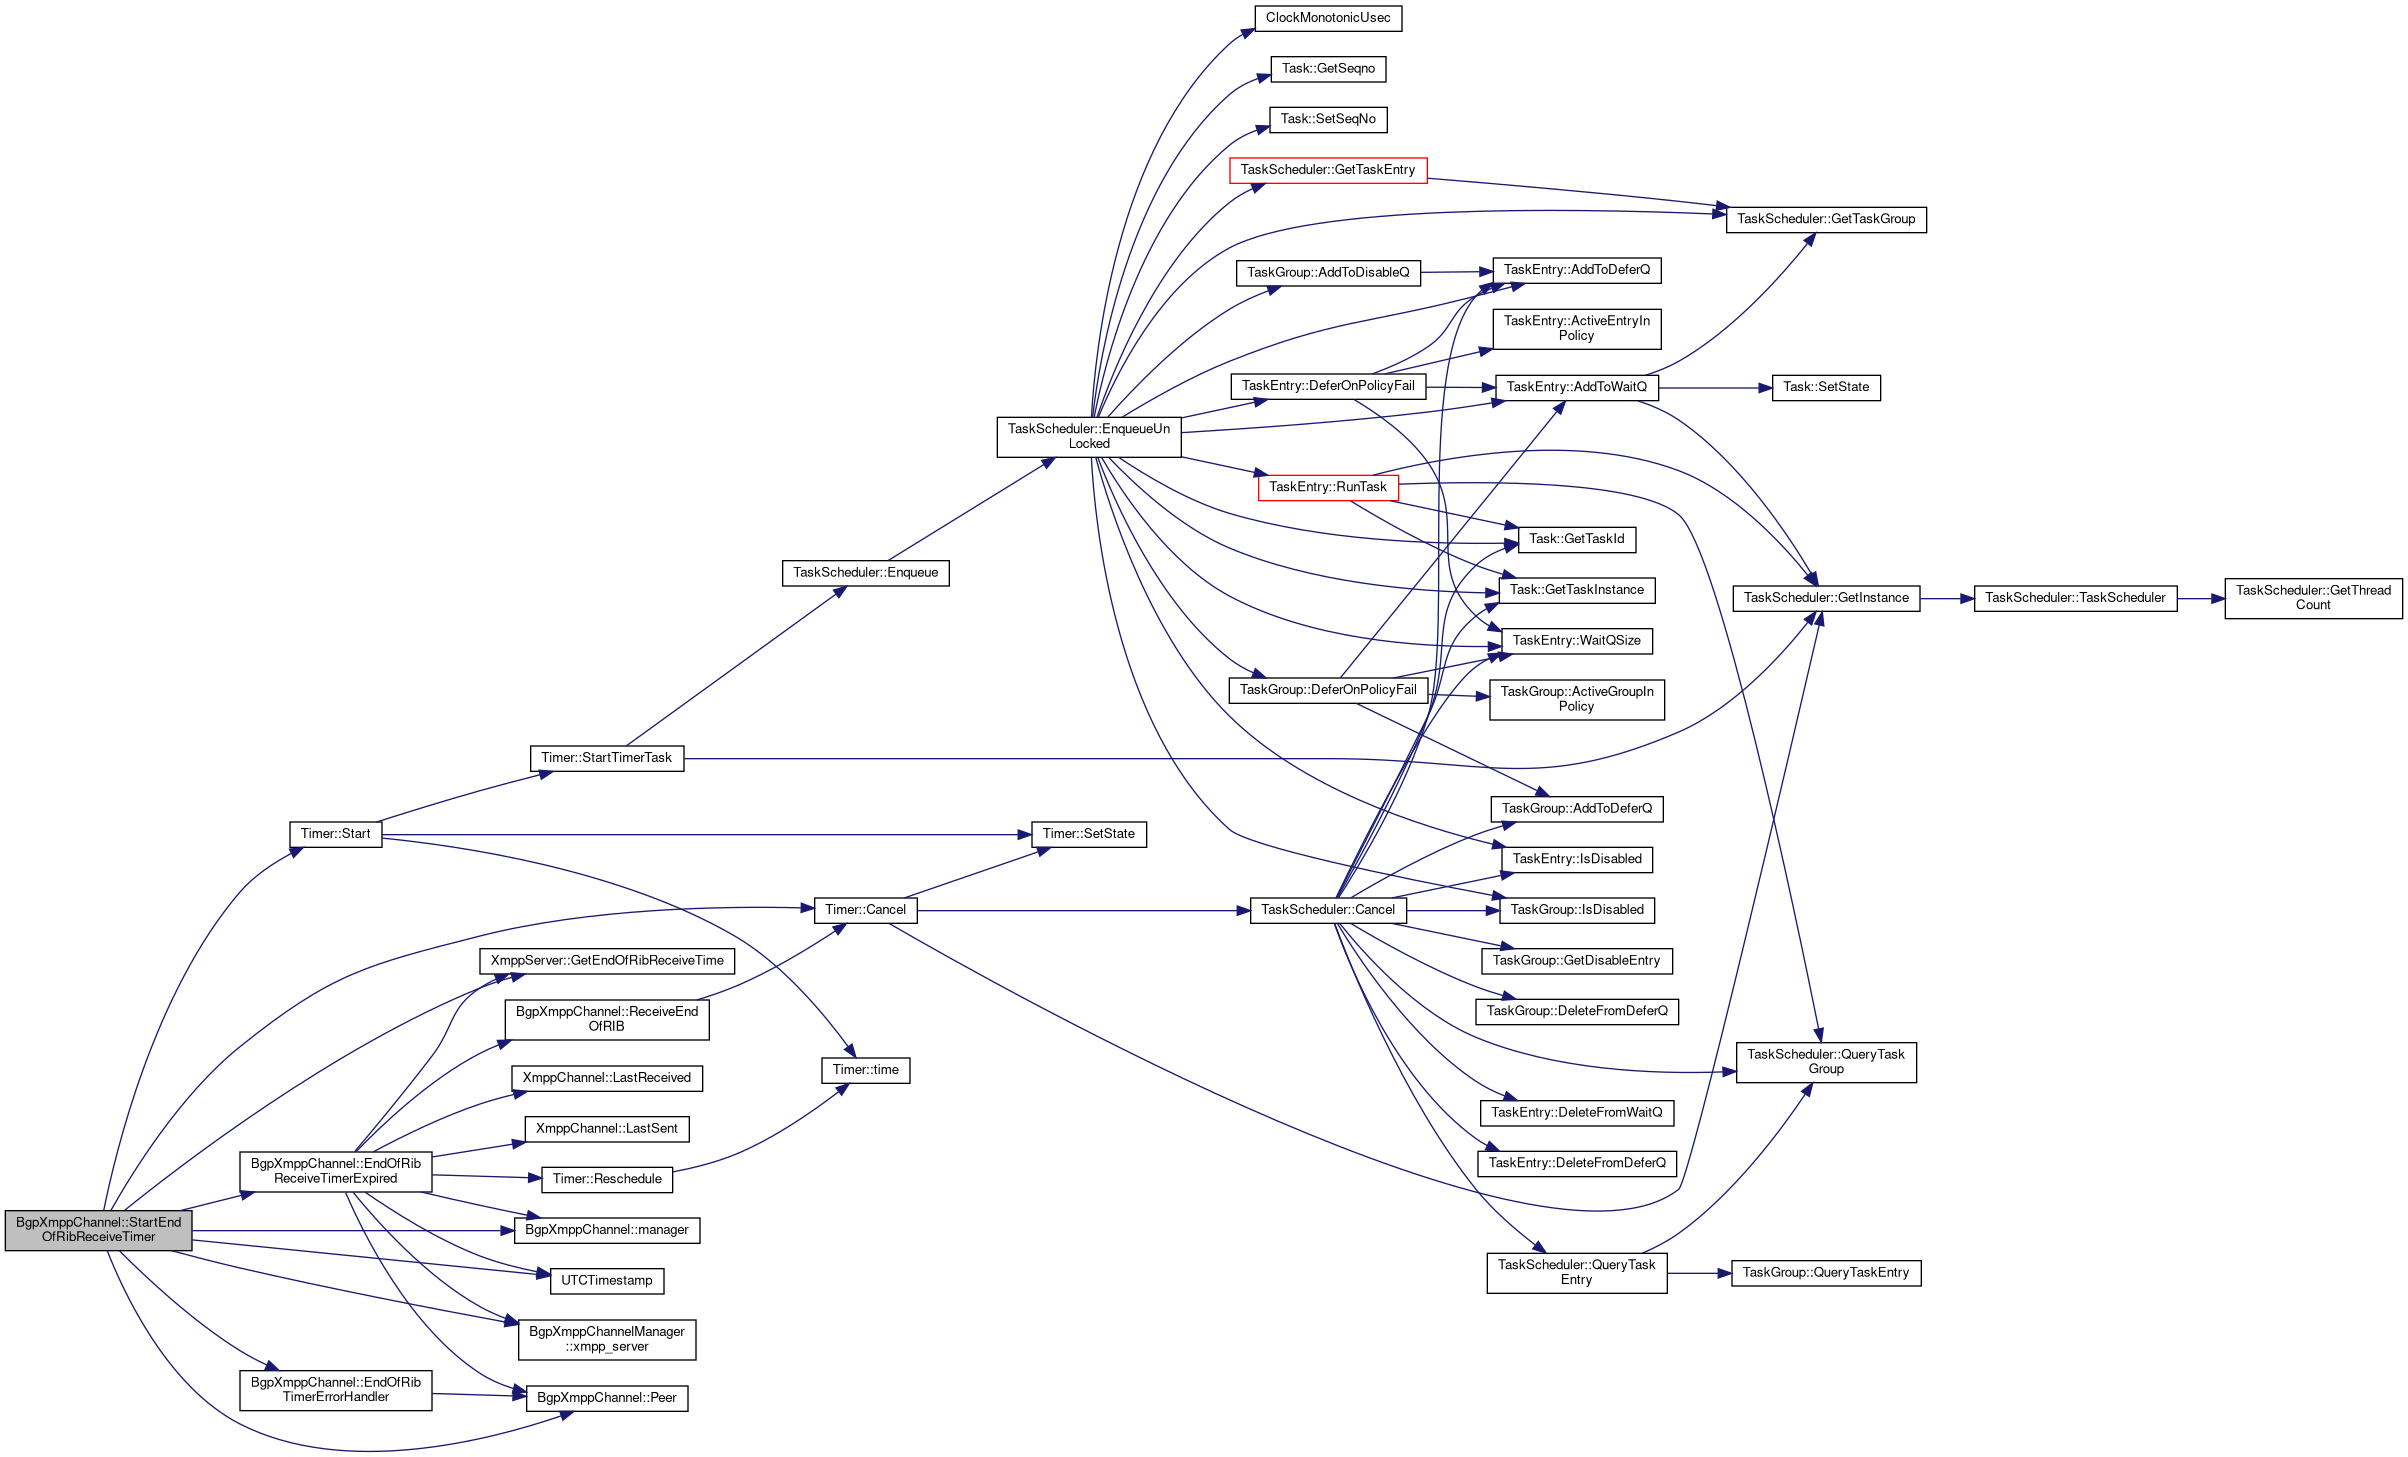 ClockMonotonicUsec
Task::GetSeqno
Task::SetSeqNo
TaskScheduler::GetTaskEntry
TaskScheduler::GetTaskGroup
TaskGroup::AddToDisableQ
TaskEntry::AddToDeferQ
TaskEntry::ActiveEntryIn
Policy
TaskEntry::DeferOnPolicyFail
TaskEntry::AddToWaitQ
Task::SetState
TaskScheduler::EnqueueUn
Locked
TaskEntry::RunTask
Task::GetTaskId
TaskScheduler::Enqueue
Task::GetTaskInstance
TaskScheduler::GetInstance
TaskScheduler::TaskScheduler
TaskScheduler::GetThread
Count
TaskEntry::WaitQSize
TaskGroup::DeferOnPolicyFail
TaskGroup::ActiveGroupIn
Policy
Timer::StartTimerTask
TaskGroup::AddToDeferQ
Timer::Start
Timer::SetState
TaskEntry::IsDisabled
Timer::Cancel
TaskScheduler::Cancel
TaskGroup::IsDisabled
XmppServer::GetEndOfRibReceiveTime
TaskGroup::GetDisableEntry
BgpXmppChannel::ReceiveEnd
OfRIB
TaskGroup::DeleteFromDeferQ
Timer::time
TaskScheduler::QueryTask
Group
XmppChannel::LastReceived
TaskEntry::DeleteFromWaitQ
XmppChannel::LastSent
BgpXmppChannel::EndOfRib
ReceiveTimerExpired
TaskEntry::DeleteFromDeferQ
Timer::Reschedule
BgpXmppChannel::StartEnd
OfRibReceiveTimer
BgpXmppChannel::manager
TaskScheduler::QueryTask
Entry
TaskGroup::QueryTaskEntry
UTCTimestamp
BgpXmppChannelManager
::xmpp_server
BgpXmppChannel::EndOfRib
TimerErrorHandler
BgpXmppChannel::Peer